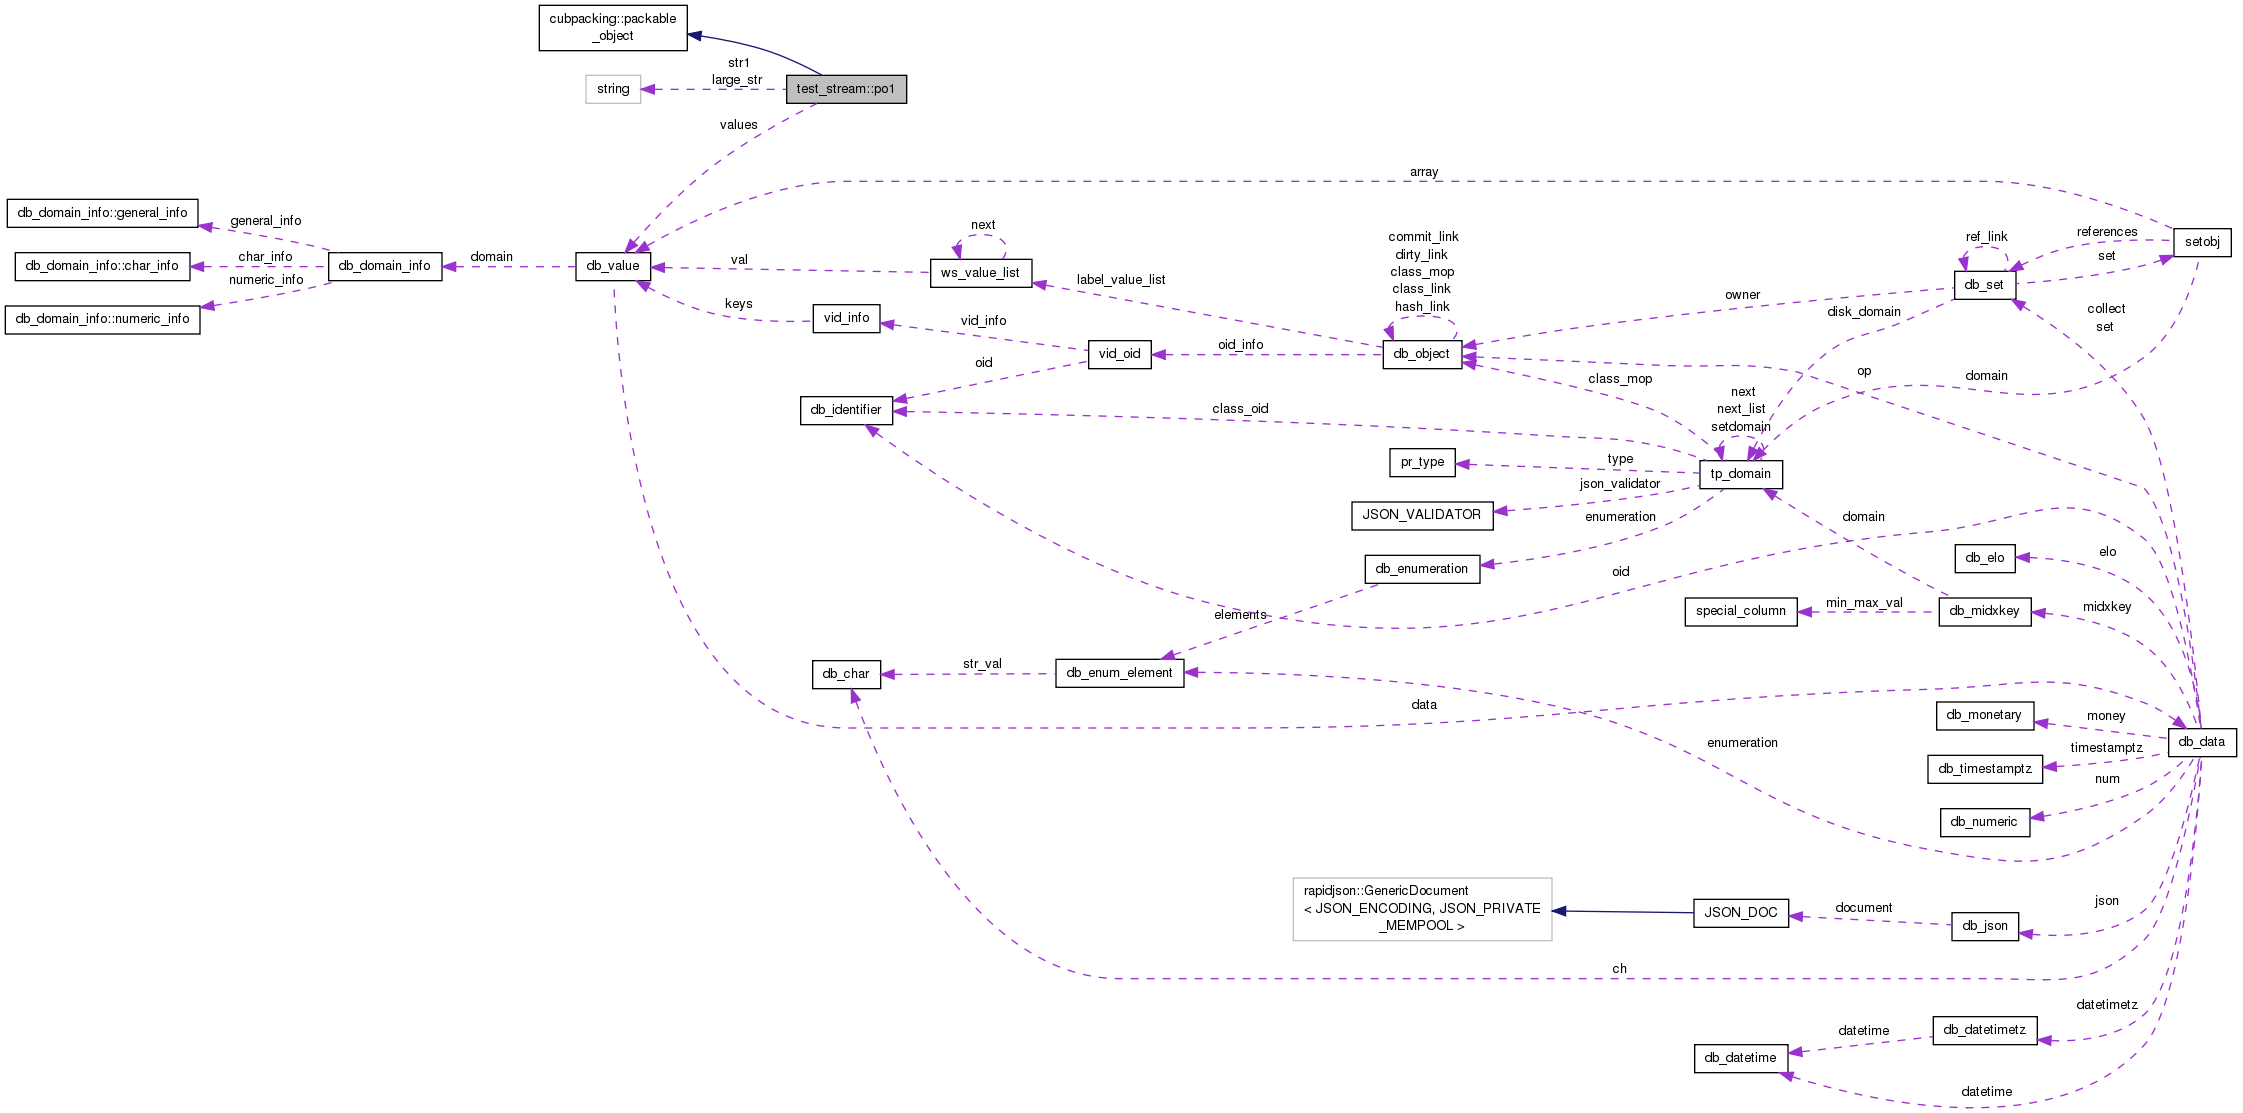 cubpacking::packable
_object
str1
large_str
string
test_stream::po1
values
array
db_domain_info::general_info
general_info
db_domain_info::char_info
char_info
db_domain_info
domain
db_value
numeric_info
db_domain_info::numeric_info
next
val
ws_value_list
keys
vid_info
vid_info
label_value_list
commit_link
dirty_link
class_mop
class_link
hash_link
ref_link
references
setobj
set
db_set
owner
disk_domain
collect
set
vid_oid
oid_info
db_object
oid
class_mop
op
domain
db_identifier
class_oid
next
next_list
setdomain
pr_type
type
tp_domain
json_validator
JSON_VALIDATOR
enumeration
domain
db_elo
elo
db_enumeration
oid
elements
special_column
min_max_val
db_midxkey
midxkey
db_char
str_val
db_enum_element
data
enumeration
db_monetary
money
db_data
timestamptz
db_timestamptz
num
db_numeric
rapidjson::GenericDocument
< JSON_ENCODING, JSON_PRIVATE
_MEMPOOL >
JSON_DOC
document
db_json
json
ch
datetimetz
datetime
db_datetimetz
db_datetime
datetime